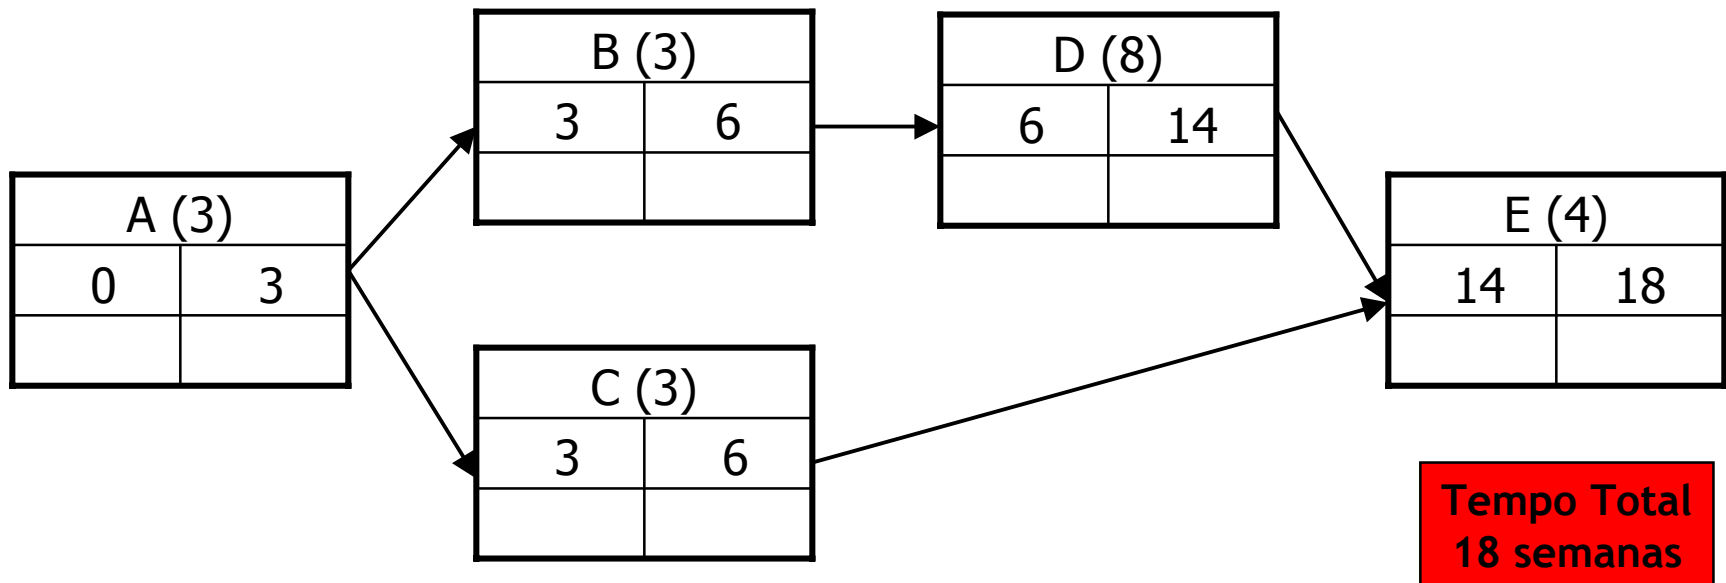 B (3)
3 6
D (8)
6 14
A (3)
0 3
E (4)
14 18
C (3)
3 6
Tempo Total
18 semanas